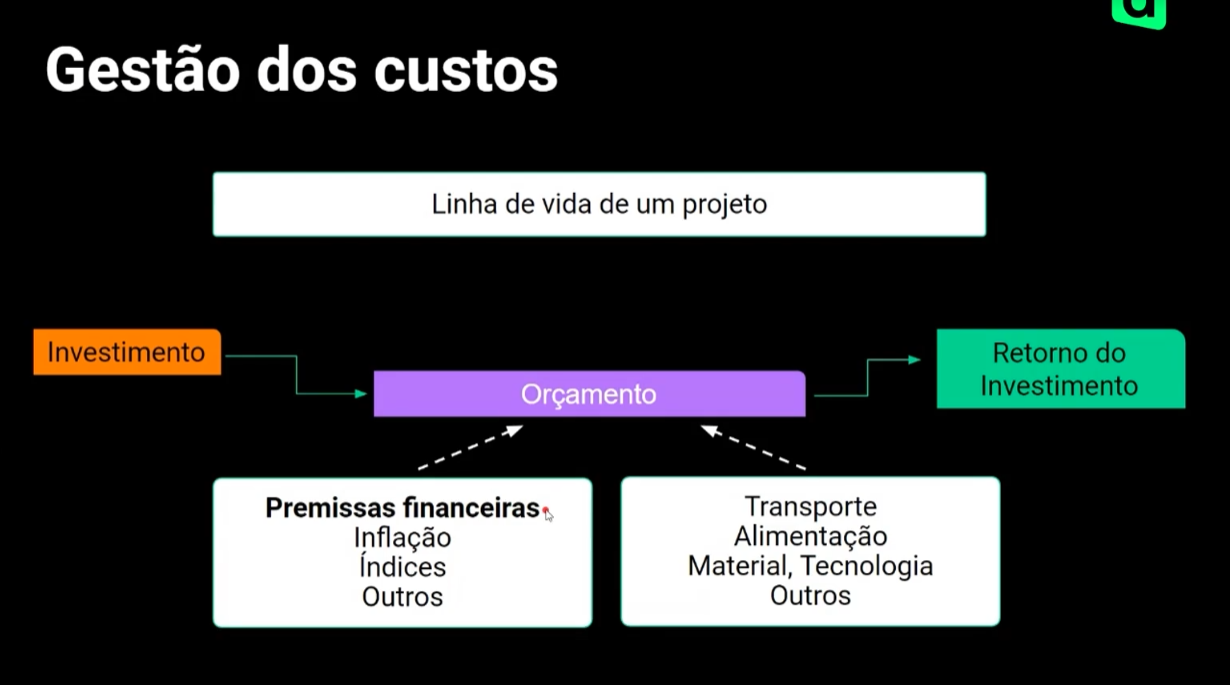 Gestão dos custos
Linha de vida de um projeto
Investimento
Orçamento
Retorno do
Investimento
Premissas financeiras
Inflação
Índices
Outros
Transporte
Alimentação
Material, Tecnologia
Outros